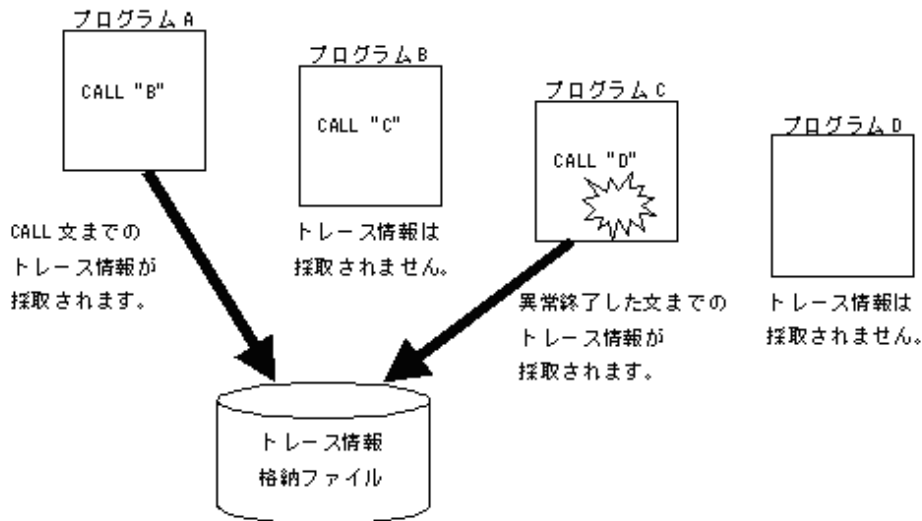 プログラムA
CALL "B"
CALL 文までの
トレース情報が
採取されます。
プログラムB
CALL "C"
トレース情報は
採取されません。
プログラムC
CALL "D"
異常終了した文までの
トレース情報が
採取されます。
プログラムD
トレース情報は
採取されません。
トレース情報
格納ファイル